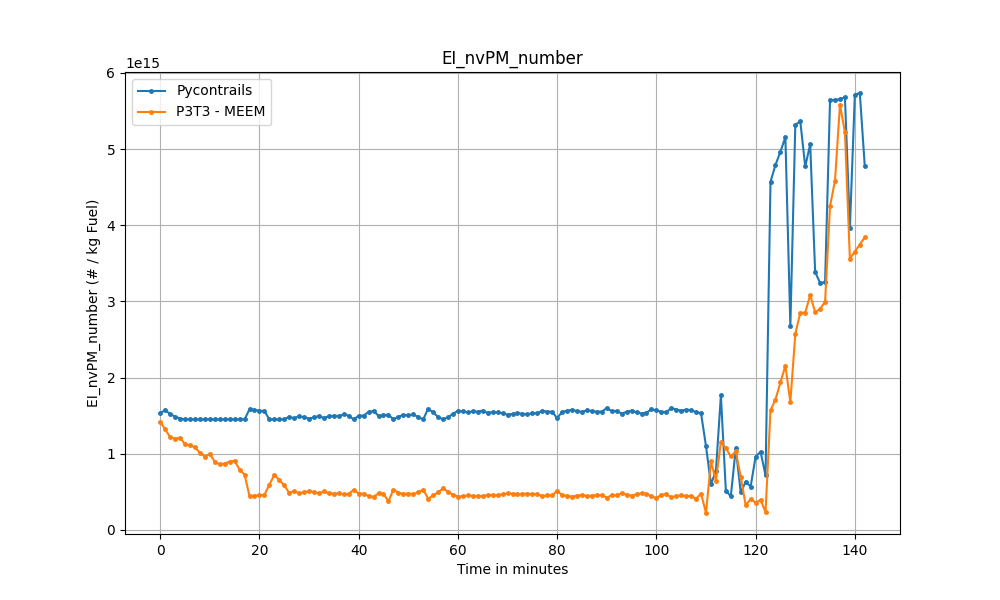 EI_nvPM_number
1e15
Pycontrails
P3T3 - MEEM
6
5
4
3
2
1
0
EI_nvPM_number (# / kg Fuel)
0 20 40 60 80 100 120 140
Time in minutes